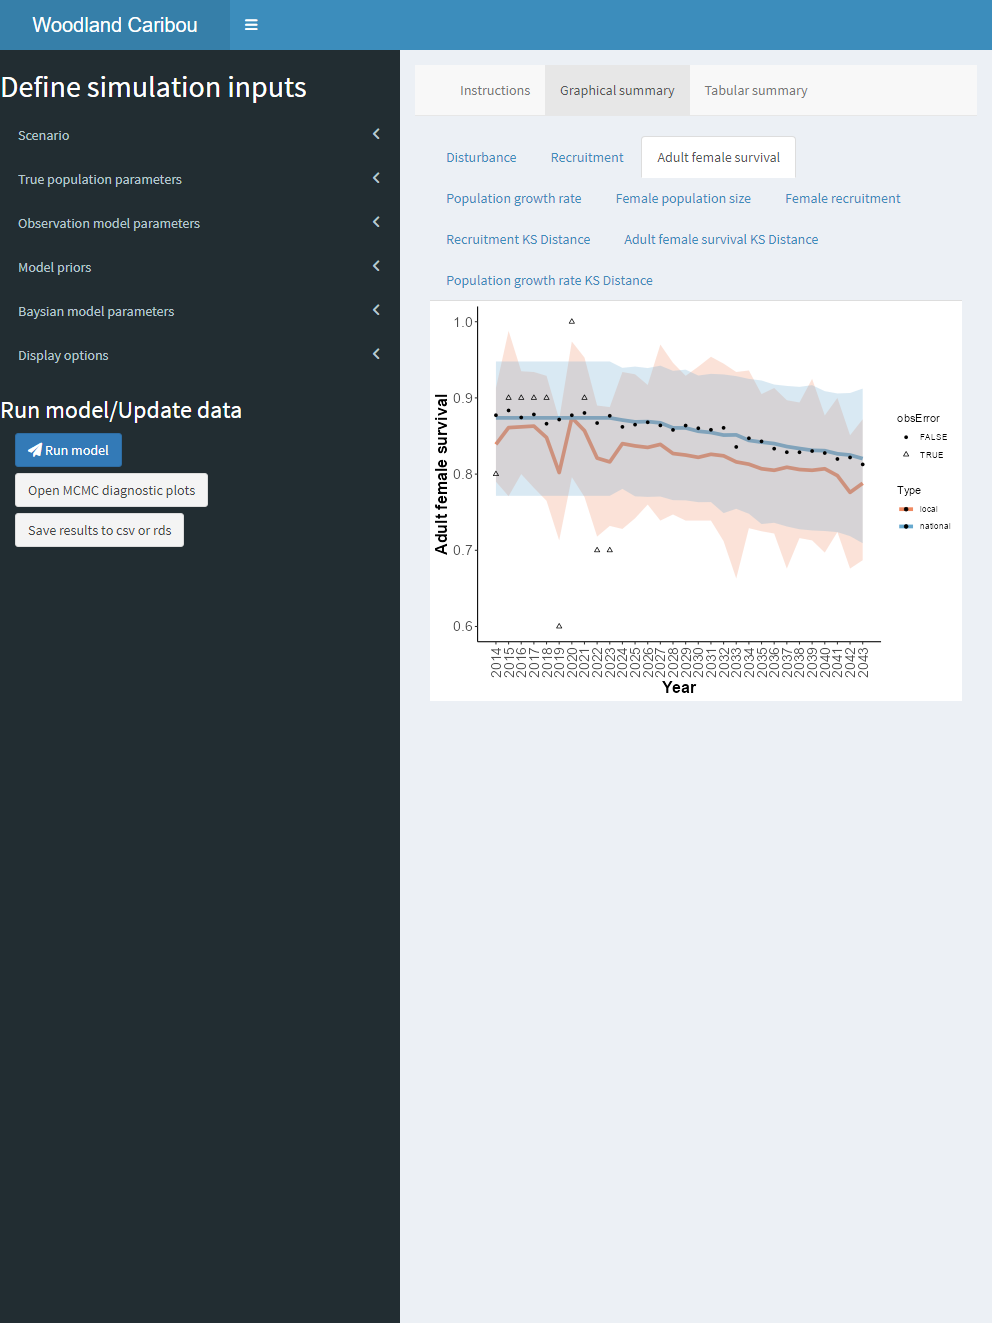 Woodland Caribou
Define simulation inputs
Scenario
True population parameters
Observation model parameters
Model priors
Baysian model parameters
Display options
Run model/Update data
Run model
Open MCMC diagnostic plots
Save results to csv or rds
Instructions Graphical summary Tabular summary
Disturbance Recruitment Adult female survival
Population growth rate Female population size Female recruitment
Recruitment KS Distance Adult female survival KS Distance
Population growth rate KS Distance
Adult female survival
1.0
0.9
0.8
0.7
0.6
2014 2015 2016 2017 2018 2019 2020 2021 2022 2023 2024 2025 2026 2027 2028 2029 2030 2031 2032 2033 2034 2035 2036 2037 2038 2039 2040 2041 2042 2043
Year
obsError
FALSE
TRUE
Type
local
national